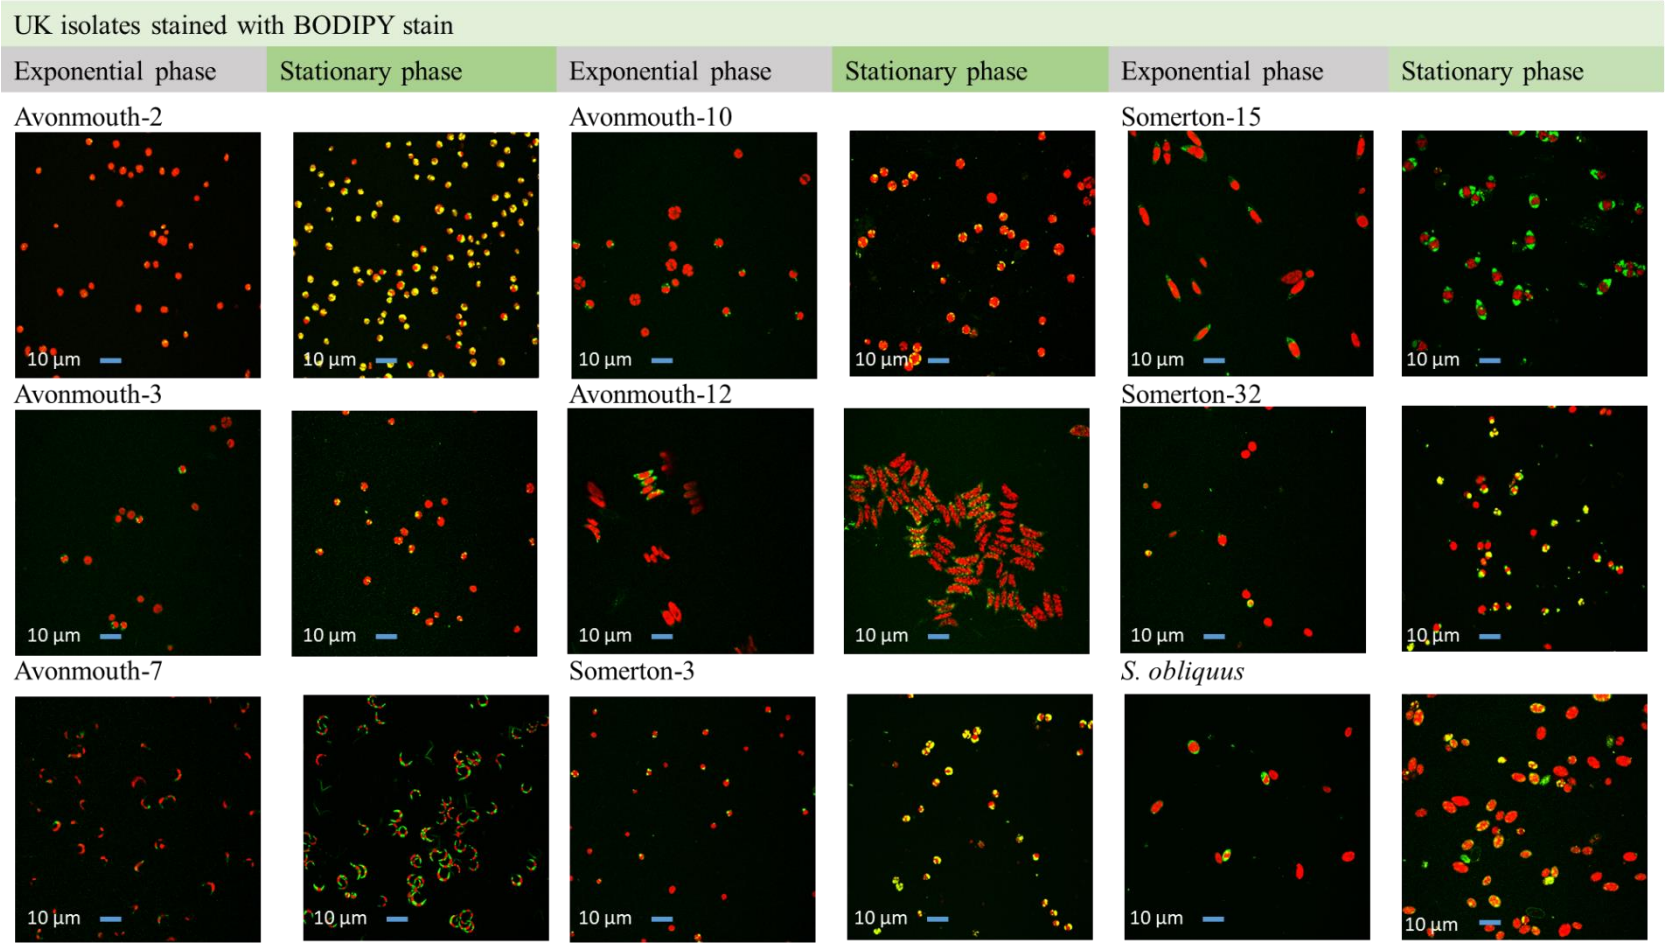 UK isolates stained with BODIPY stain
Exponential phase Stationary phase Exponential phase Stationary phase Exponential phase Stationary phase
Avonmouth-2 Avonmouth-10 Somerton-15
10 µm 10 µm 10 µm 10 µm 10 µm 10 µm
Avonmouth-3 Avonmouth-12 Somerton-32
10 µm 10 µm 10 µm 10 µm 10 µm 10 µm
Avonmouth-7 Somerton-3 S. obliquus
10 µm 10 µm 10 µm 10 µm 10 µm 10 µm